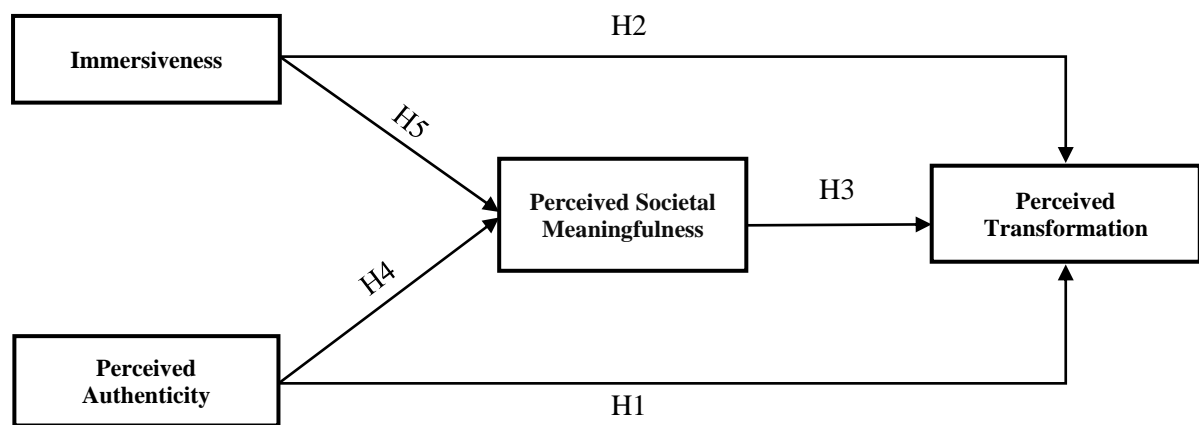 H2
Immersiveness
H5
Perceived Societal
Meaningfulness
H3
Perceived
Transformation
H4
Perceived
Authenticity
H1